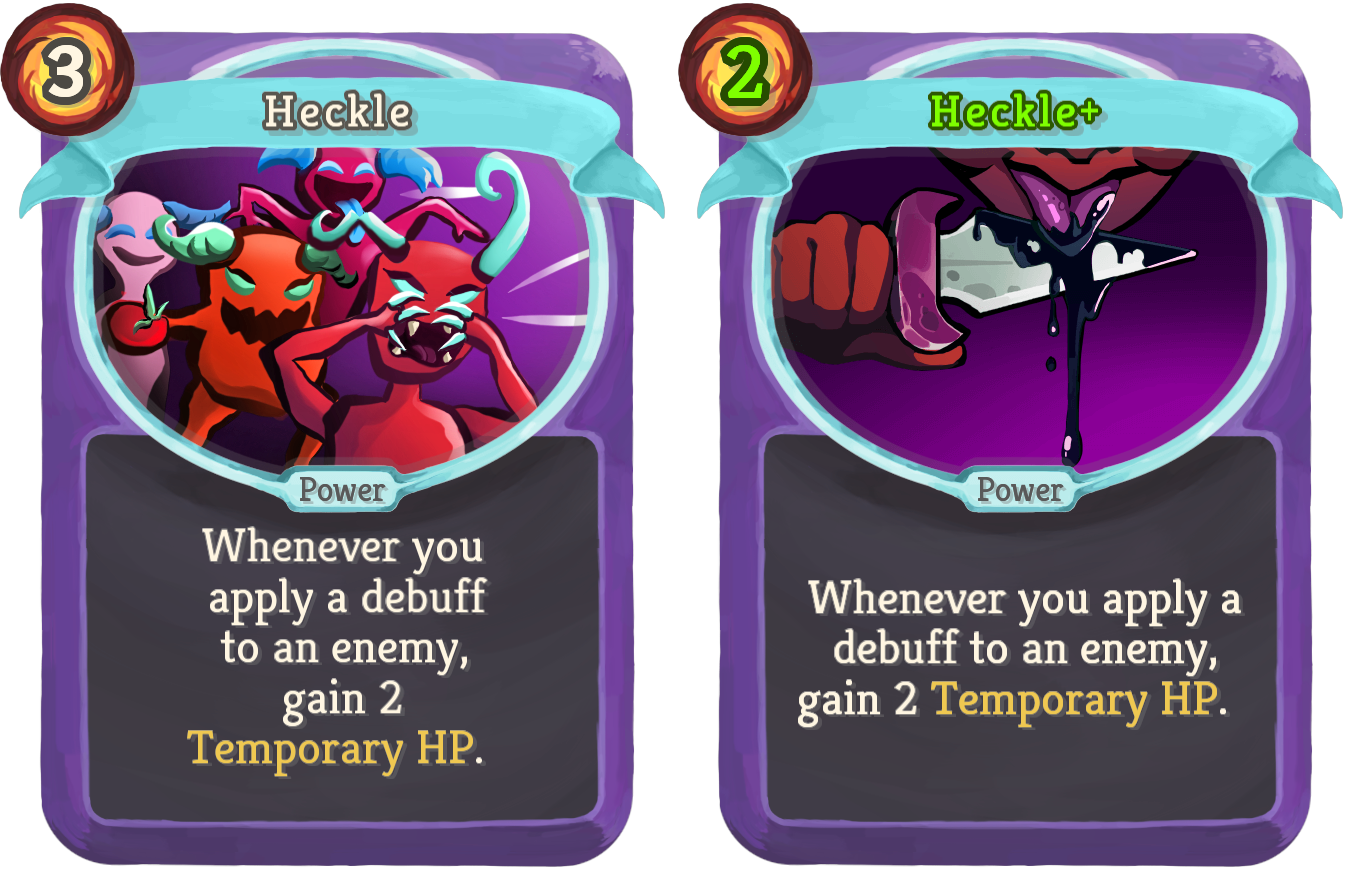 3
Heckle
Power
Whenever you
apply a debuff
to an enemy,
gain 2
Temporary HP.
2
Heckle+
Power
Whenever you apply a
debuff to an enemy,
gain 2 Temporary HP.